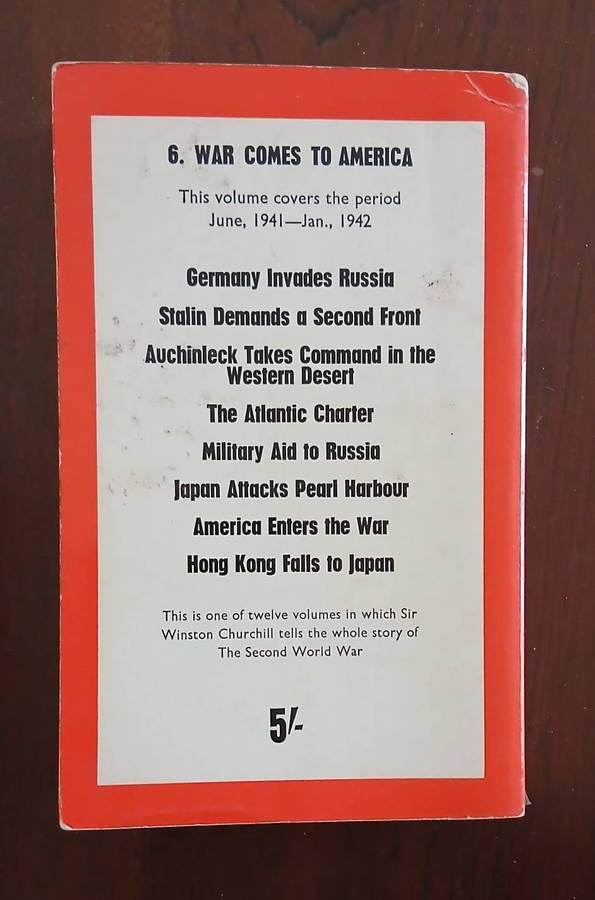 6. WAR COMES TO AMERICA
This volume covers the period
June, 1941—Jan., 1942
Germany Invades Russia
Stalin Demands a Second Front
Auchinleck Takes Command in the
Western Desert
The Atlantic Charter
Military Aid to Russia
Japan Attacks Pearl Harbour
America Enters the War
Hong Kong Falls to Japan
This is one of twelve volumes in which Sir
Winston Churchill tells the whole story of
The Second World War
5/-